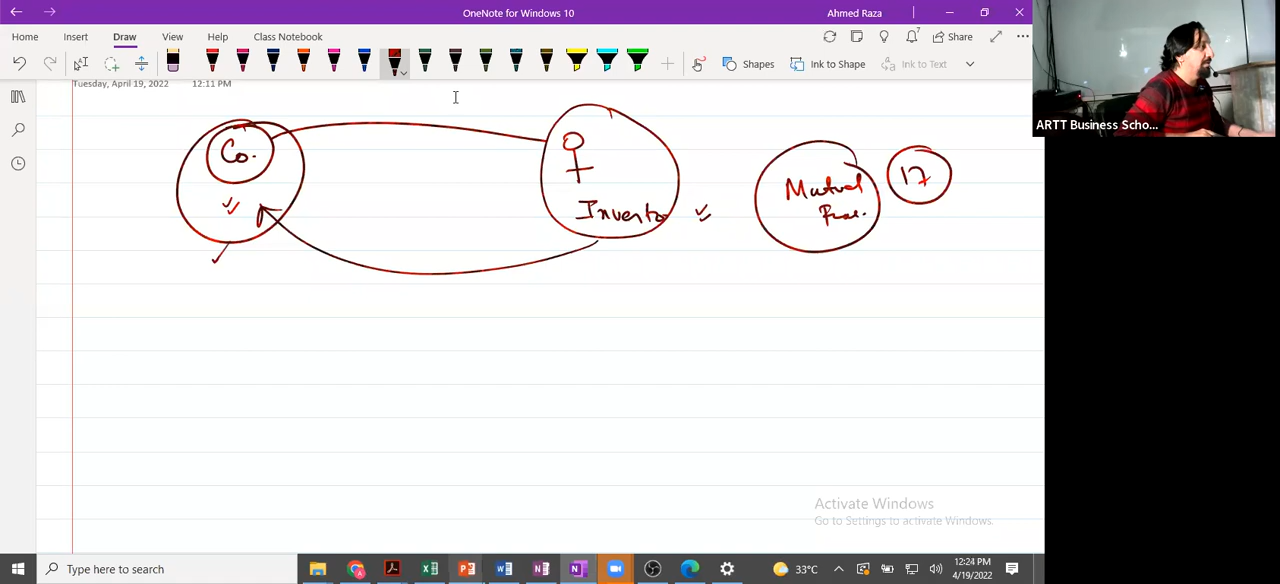 OneNote for Windows 10
Ahmed Raza
Home Insert Draw View Help Class Notebook
Share
Shapes Ink to Shape Ink to Text
Tuesday, April 19, 2022 12:11 PM
ARTT Business Scho...
Co.
Mutual
17
Activate Windows
Go to Settings to activate Windows.
Type here to search
33°C
12:24 PM
4/19/2022